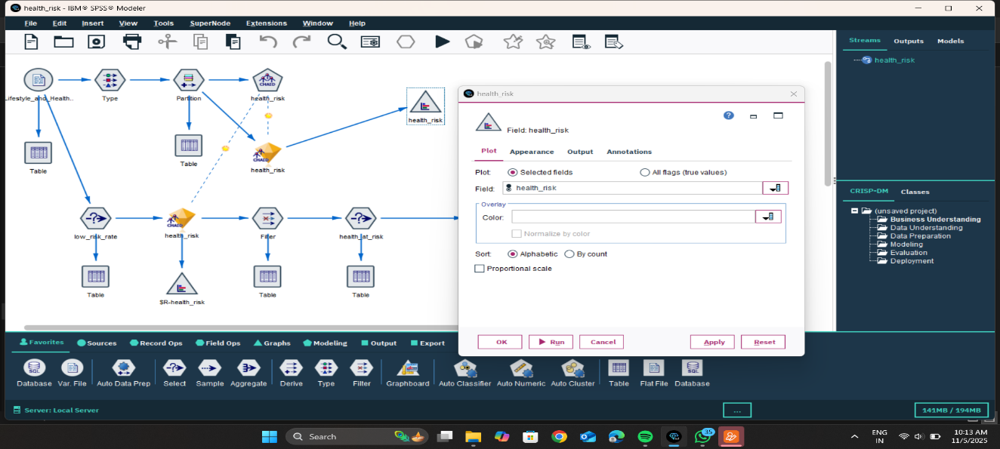 health_risk - IBM® SPSS® Modeler
File Edit Insert View Tools SuperNode Extensions Window Help
Streams Outputs Models
health_risk
Lifestyle_and_Health..
Type
Partition
CHAID
health_risk
health_risk
Table
Table
CHAID
health_risk
low_risk_rate
CHAID
health_risk
Filter
health_at_risk
Table
$R-health_risk
Table
Table
health_risk
Field: health_risk
Plot Appearance Output Annotations
Plot: Selected fields All flags (true values)
Field: health_risk
Overlay
Color:
Normalize by color
Sort: Alphabetic By count
Proportional scale
OK Run Cancel Apply Reset
CRISP-DM Classes
(unsaved project)
Business Understanding
Data Understanding
Data Preparation
Modeling
Evaluation
Deployment
Favorites Sources Record Ops Field Ops Graphs Modeling Output Export
SQL SQL
Database Var. File Auto Data Prep Select Sample Aggregate Derive Type Filter Graphboard Auto Classifier Auto Numeric Auto Cluster Table Flat File Database
Server: Local Server ... 141MB / 194MB
Search 35 ENG 10:13 AM
IN 11/5/2025